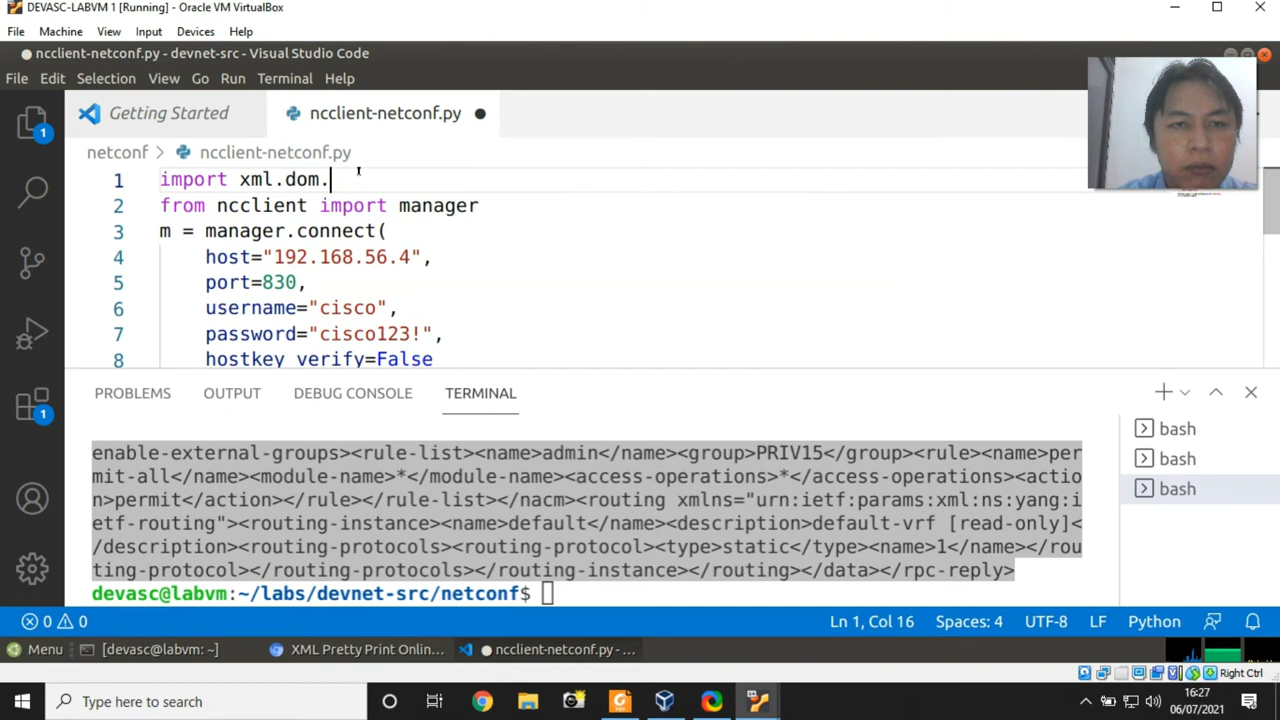 DEVASC-LABVM 1 [Running] - Oracle VM VirtualBox
File Machine View Input Devices Help
ncclient-netconf.py - devnet-src - Visual Studio Code
File Edit Selection View Go Run Terminal Help
1
Getting Started
ncclient-netconf.py
netconf > ncclient-netconf.py
1 import xml.dom.
2 from ncclient import manager
3 m = manager.connect(
4 host="192.168.56.4",
5 port=830,
6 username="cisco",
7 password="cisco123!",
8 hostkey_verify=False
1
PROBLEMS OUTPUT DEBUG CONSOLE TERMINAL
enable-external-groups><rule-list><name>admin</name><group>PRIV15</group><rule><name>per
mit-all</name><module-name>*</module-name><access-operations>*</access-operations><actio
n>permit</action></rule></rule-list></nacm><routing xmlns="urn:ietf:params:xml:ns:yang:i
etf-routing"><routing-instance><name>default</name><description>default-vrf [read-only]<
/description><routing-protocols><routing-protocol><type>static</type><name>1</name></rou
ting-protocol></routing-protocols></routing-instance></routing></data></rpc-reply>
devasc@labvm:~/labs/devnet-src/netconf$
bash
bash
bash
0 0 Ln 1, Col 16 Spaces: 4 UTF-8 LF Python
Menu [devasc@labvm: ~] XML Pretty Print Onlin... ncclient-netconf.py - ...
Right Ctrl
Type here to search
16:27
06/07/2021